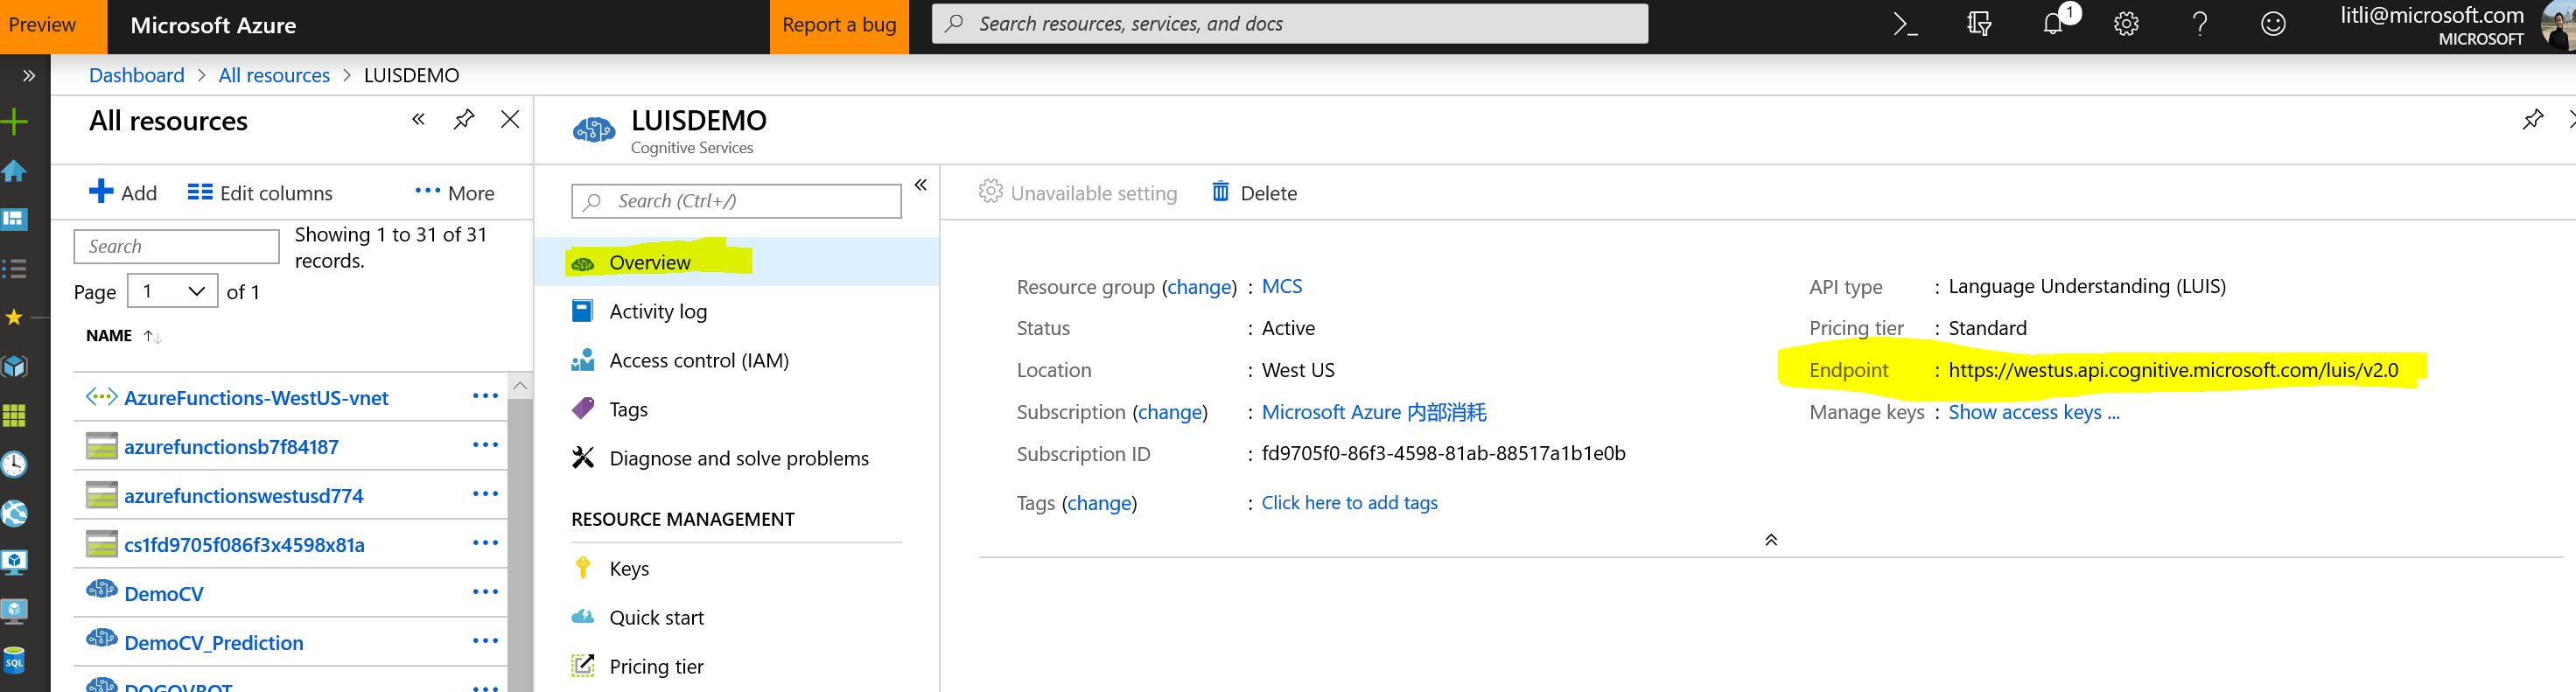 Preview
Microsoft Azure
Report a bug
Search resources, services, and docs
1
litli@microsoft.com
MICROSOFT
Dashboard > All resources > LUISDEMO
All resources
Add
Edit columns
More
Search
Showing 1 to 31 of 31
records.
Page 1 of 1
NAME
AzureFunctions-WestUS-vnet
azurefunctionsb7f84187
azurefunctionswestusd774
cs1fd9705f086f3x4598x81a
DemoCV
DemoCV_Prediction
DOGOVBOT
SQL
LUISDEMO
Cognitive Services
Search (Ctrl+/)
Overview
Activity log
Access control (IAM)
Tags
Diagnose and solve problems
RESOURCE MANAGEMENT
Keys
Quick start
Pricing tier
Unavailable setting
Delete
Resource group (change) : MCS
Status : Active
Location : West US
Subscription (change) : Microsoft Azure 内部消耗
Subscription ID : fd9705f0-86f3-4598-81ab-88517a1b1e0b
Tags (change) : Click here to add tags
API type : Language Understanding (LUIS)
Pricing tier : Standard
Endpoint : https://westus.api.cognitive.microsoft.com/luis/v2.0
Manage keys : Show access keys ...